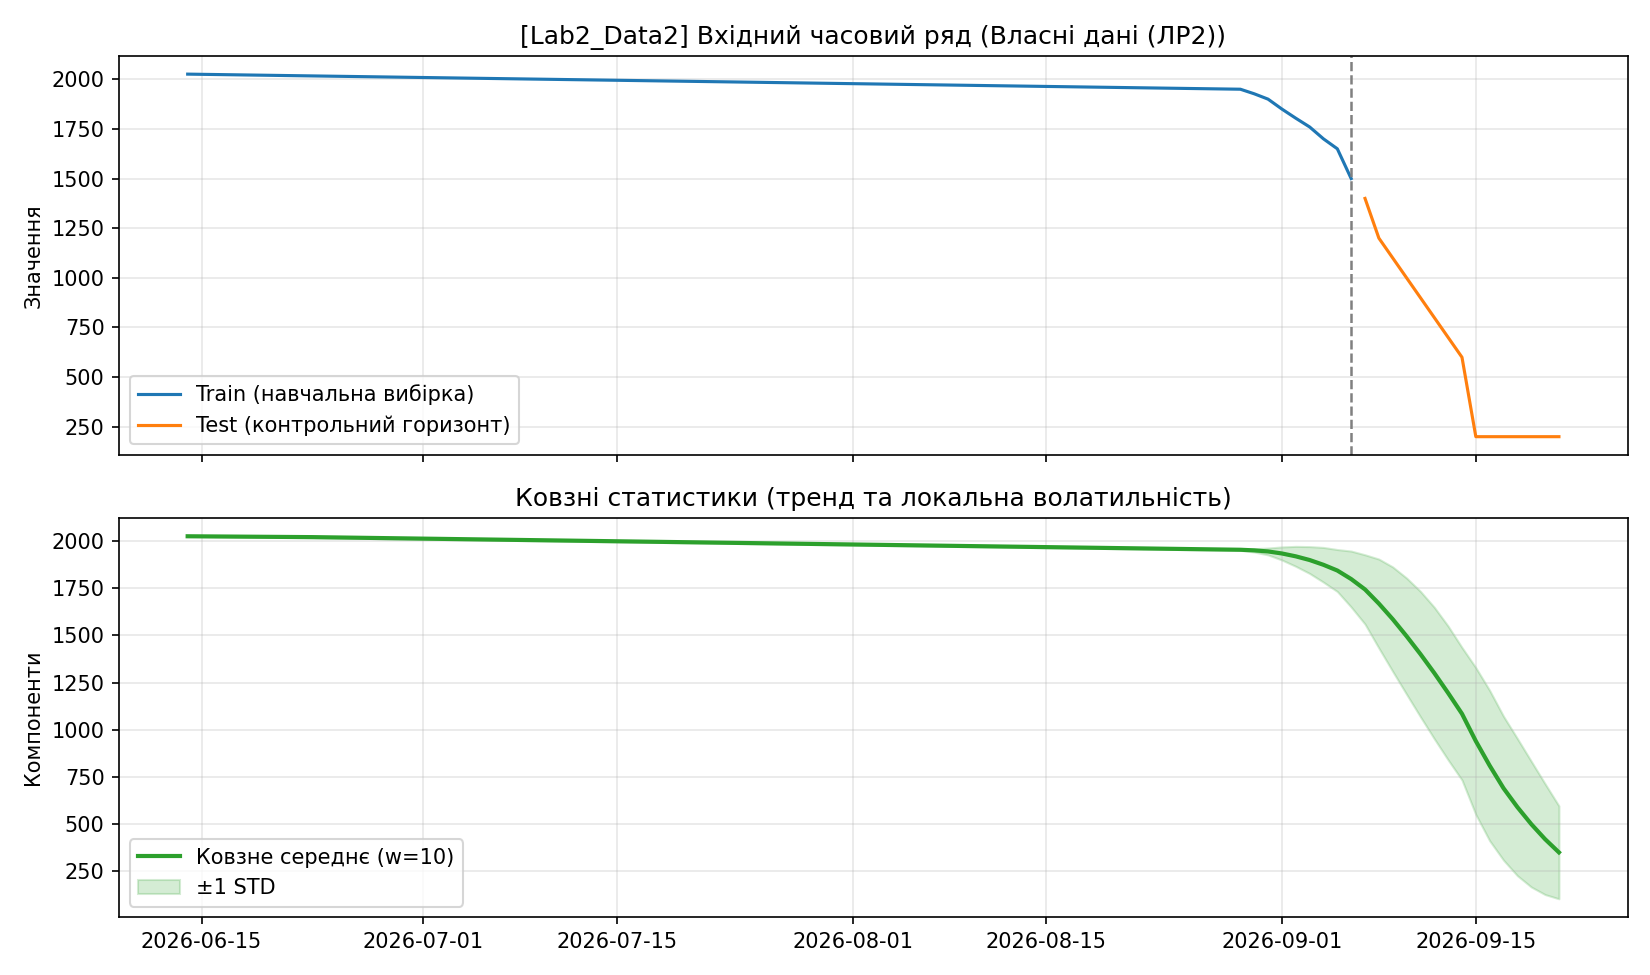 [Lab2_Data2] Вхідний часовий ряд (Власні дані (ЛР2))
Значення
2000
1750
1500
1250
1000
750
500
250
Train (навчальна вибірка)
Test (контрольний горизонт)
Ковзні статистики (тренд та локальна волатильність)
Компоненти
2000
1750
1500
1250
1000
750
500
250
Ковзне середнє (w=10)
±1 STD
2026-06-15 2026-07-01 2026-07-15 2026-08-01 2026-08-15 2026-09-01 2026-09-15